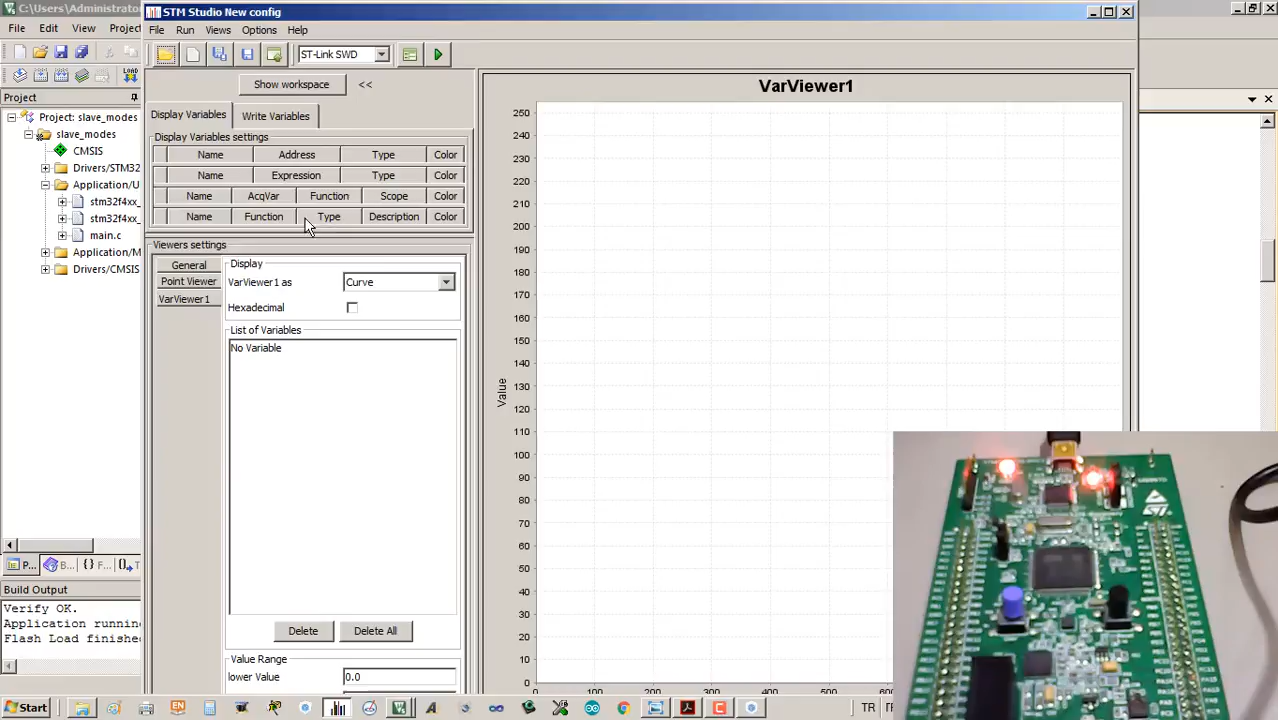 C:\Users\Administrato
STM Studio New config
File Edit View Project
File Run Views Options Help
ST-Link SWD
LOAD
Show workspace <<
Project
Project: slave_modes
slave_modes
CMSIS
Drivers/STM32
Application/U
stm32f4xx_
stm32f4xx_
main.c
Application/M
Drivers/CMSIS
Display Variables Write Variables
Display Variables settings
Name Address Type Color
Name Expression Type Color
Name AcqVar Function Scope Color
Name Function Type Description Color
Viewers settings
General
Point Viewer
VarViewer1
Display
VarViewer1 as Curve
Hexadecimal
List of Variables
No Variable
Delete Delete All
Value Range
lower Value 0.0
VarViewer1
Value
250
240
230
220
210
200
190
180
170
160
150
140
130
120
110
100
90
80
70
60
50
40
30
20
10
0
0 100 200 300 400 500
P... B... { } F...
Build Output
Verify OK.
Application running
Flash Load finished
Start
EN
TR